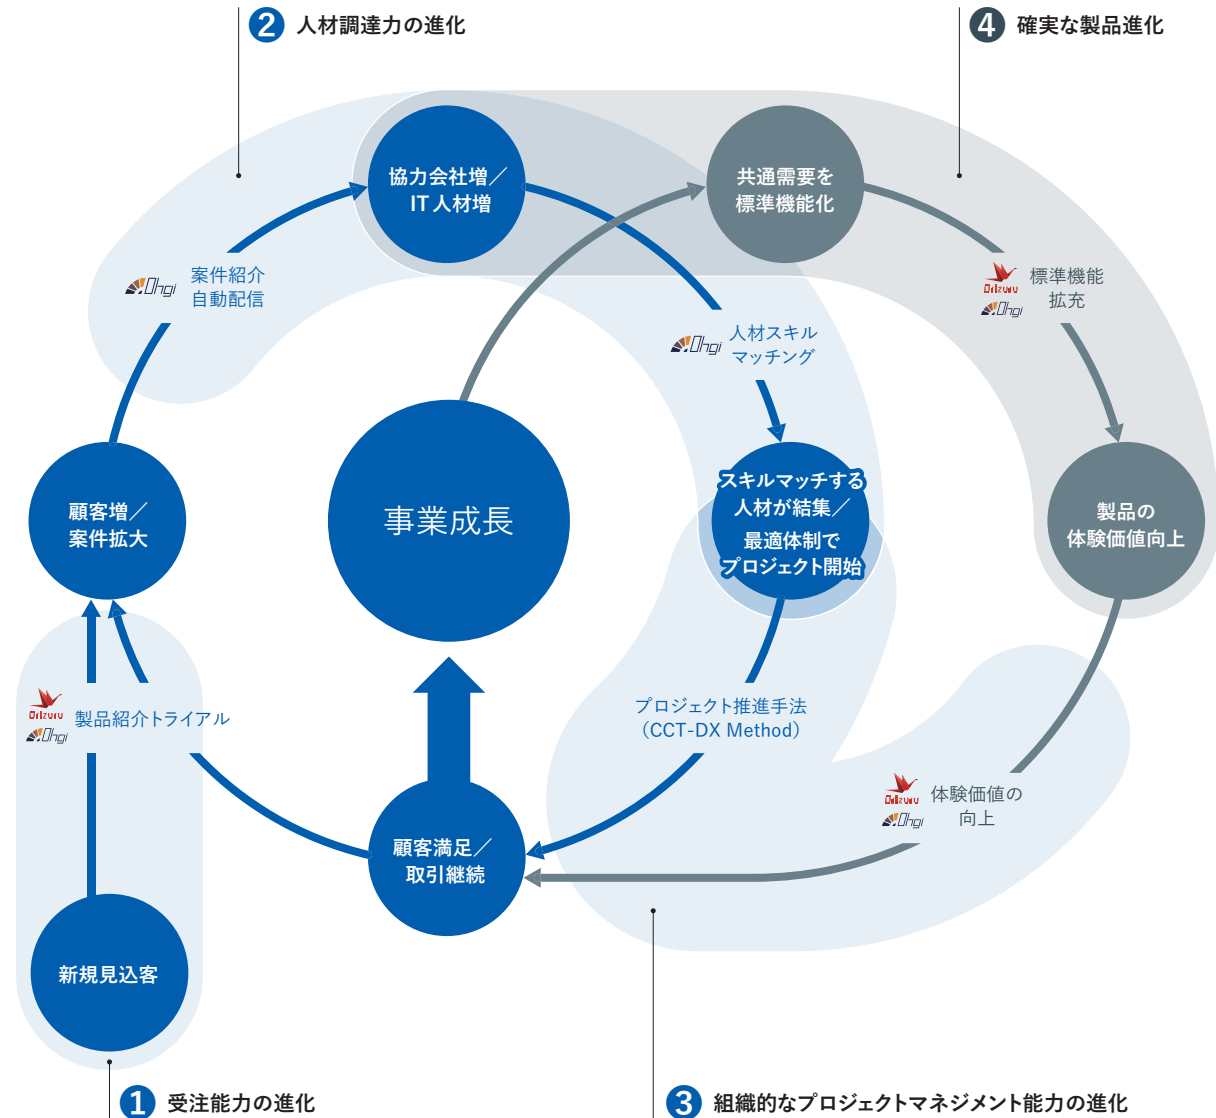 2 人材調達力の進化
4 確実な製品進化
協力会社増／
IT人材増
共通需要を
標準機能化
Ohgi
案件紹介
自動配信
Orizuru
Ohgi
標準機能
拡充
Ohgi
人材スキル
マッチング
顧客増／
案件拡大
事業成長
スキルマッチする
人材が結集／
最適体制で
プロジェクト開始
製品の
体験価値向上
Orizuru
Ohgi
製品紹介トライアル
プロジェクト推進手法
（CCT-DX Method）
Orizuru
Ohgi
体験価値の
向上
顧客満足／
取引継続
新規見込客
1 受注能力の進化
3 組織的なプロジェクトマネジメント能力の進化